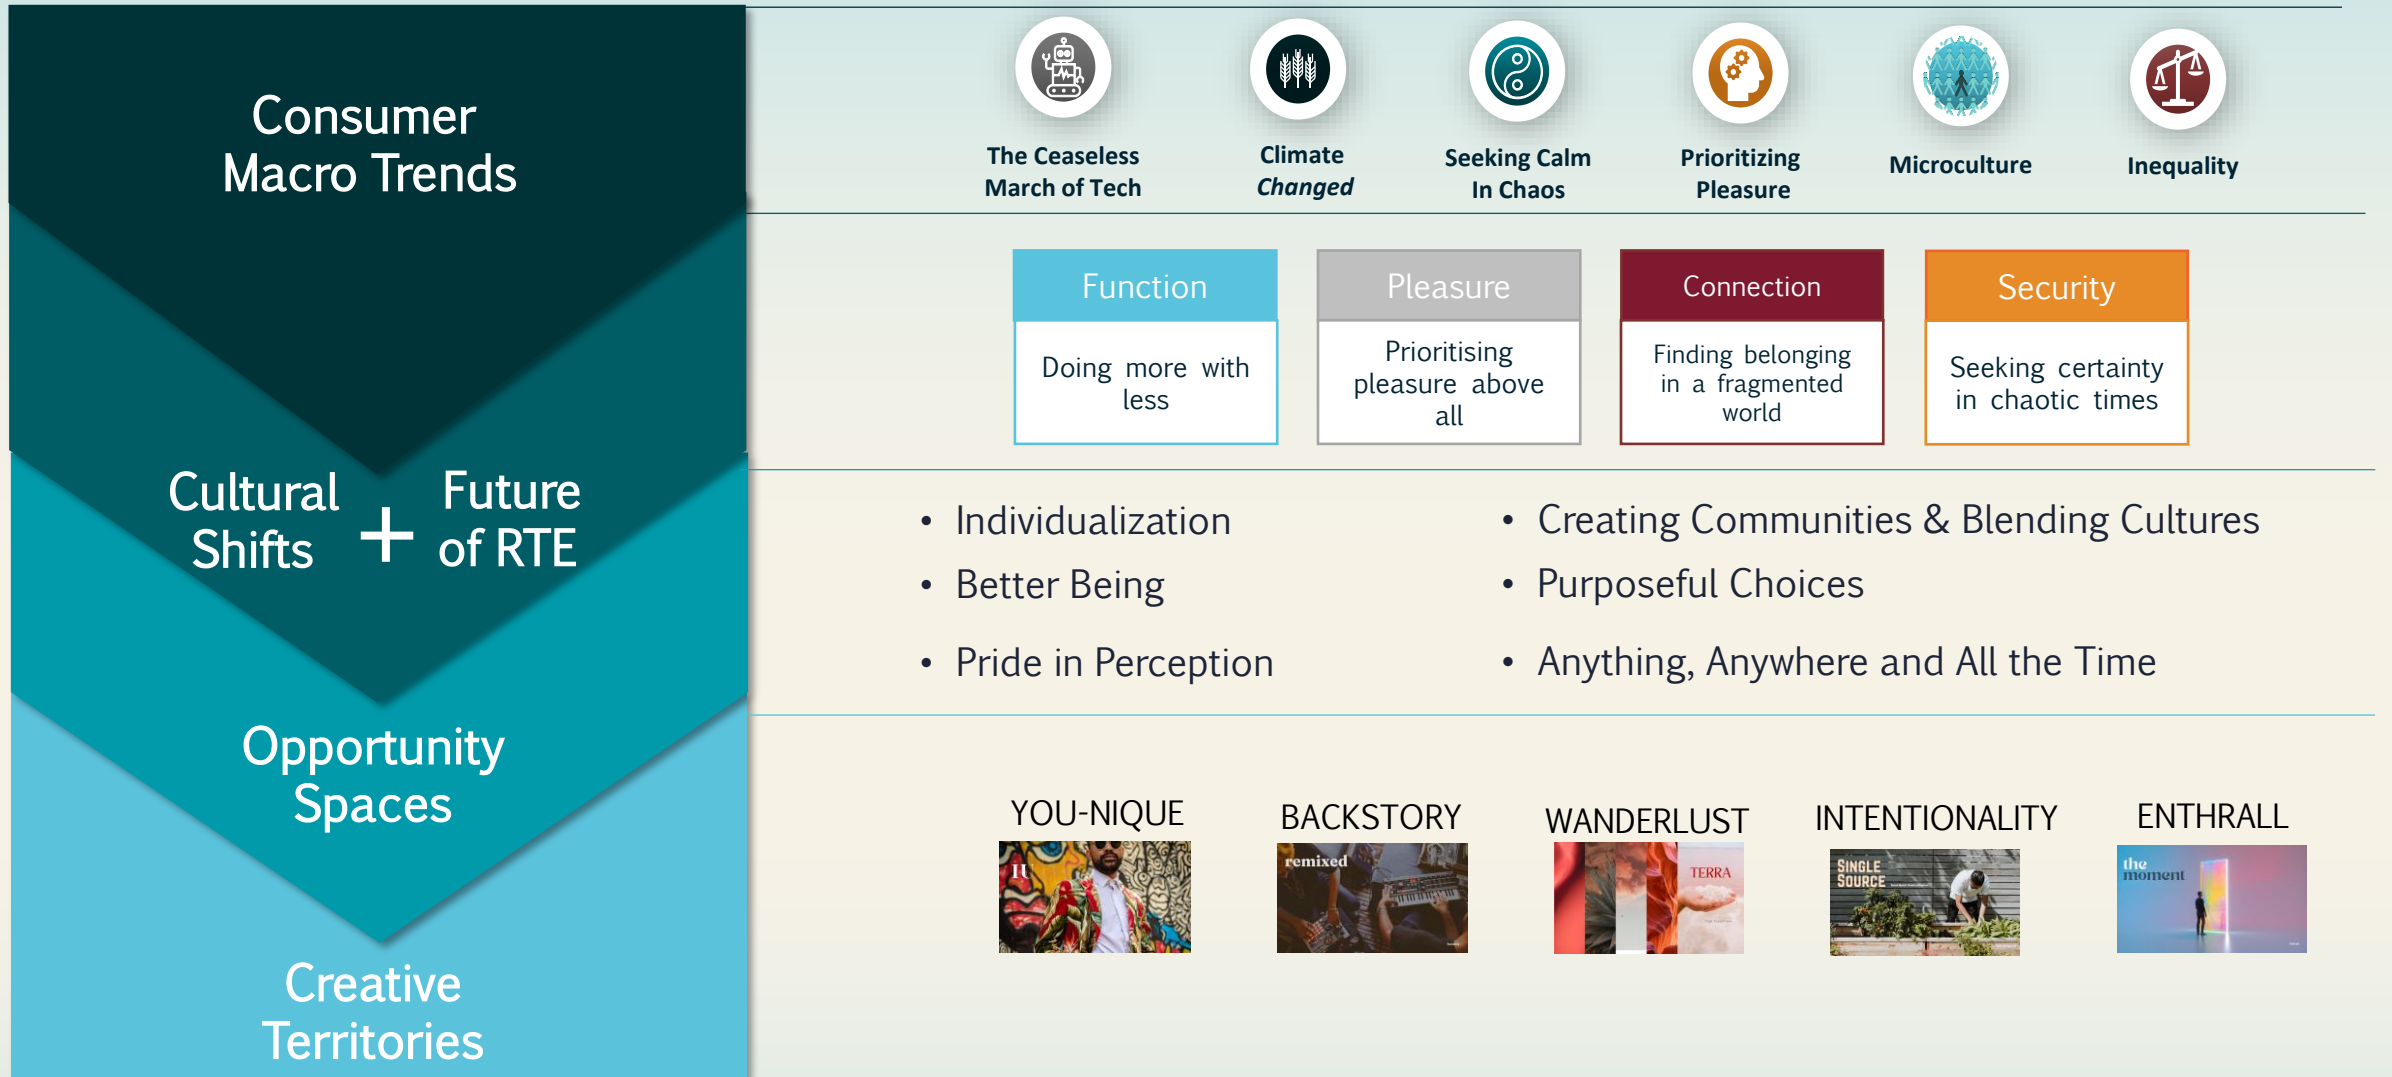 Consumer
Macro Trends
The Ceaseless
March of Tech
Climate
Changed
Seeking Calm
In Chaos
Prioritizing
Pleasure
Microculture
Inequality
Cultural
Shifts
+
Future
of RTE
Function
Doing more with
less
Pleasure
Prioritising
pleasure above
all
Connection
Finding belonging
in a fragmented
world
Security
Seeking certainty
in chaotic times
Opportunity
Spaces
• Individualization
• Better Being
• Pride in Perception
• Creating Communities & Blending Cultures
• Purposeful Choices
• Anything, Anywhere and All the Time
Creative
Territories
YOU-NIQUE
BACKSTORY
remixed
WANDERLUST
TERRA
INTENTIONALITY
SINGLE
SOURCE
ENTHRALL
the
moment